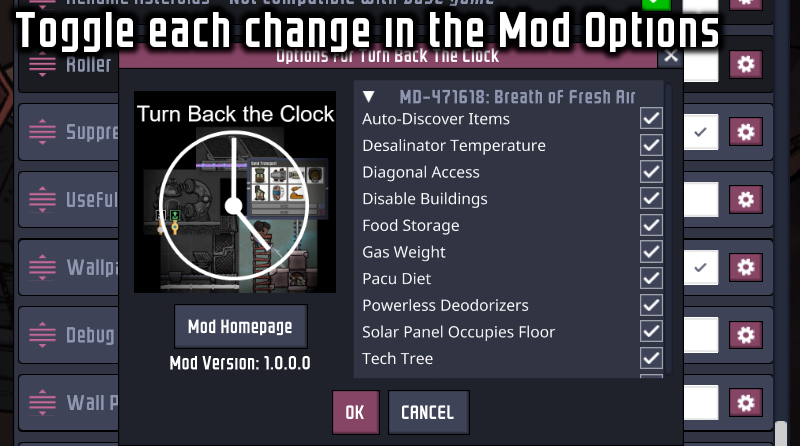 Toggle each change in the Mod Options
Options For Turn Back The Clock
Roller
Turn Back the Clock
MD-471618: Breath of Fresh Air
Auto-Discover Items
Suppre
Desalinator Temperature
Diagonal Access
UseFul
Disable Buildings
Food Storage
Gas Weight
Wallpa
Pacu Diet
Powerless Deodorizers
Debug
Mod Homepage
Solar Panel Occupies Floor
Mod Version: 1.0.0.0
Tech Tree
Wall P
OK
CANCEL